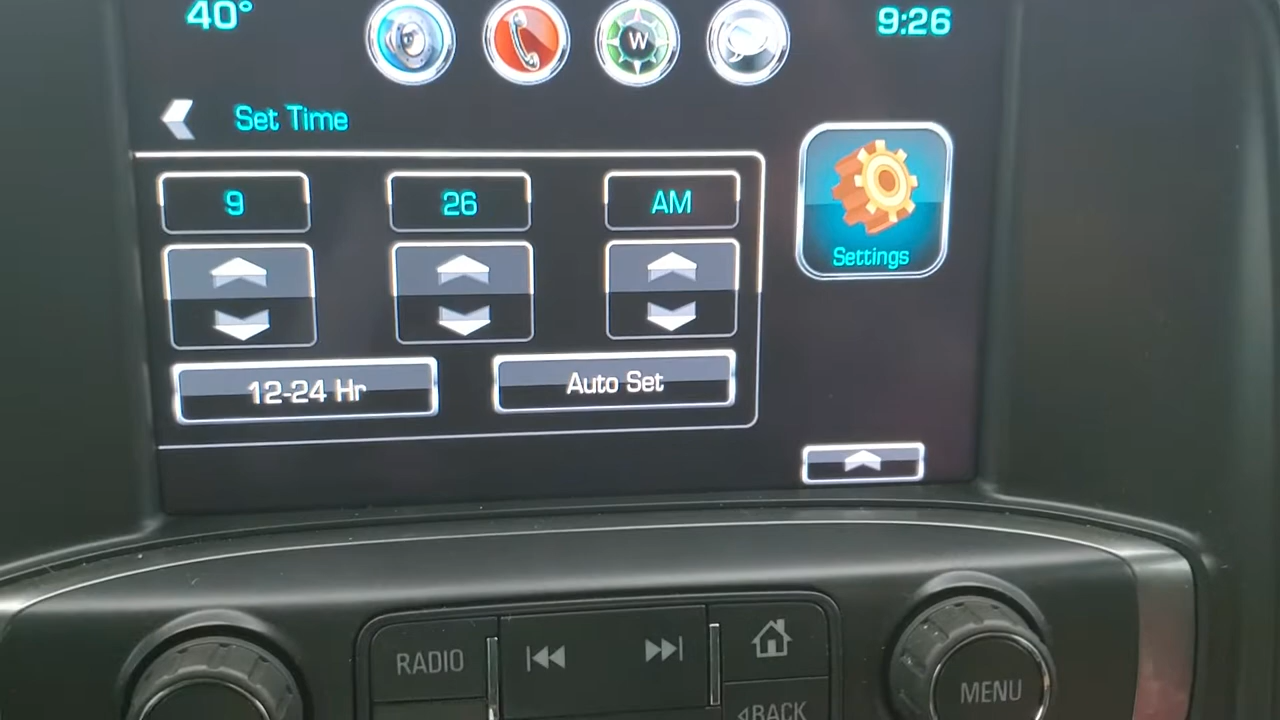 40°
W
9:26
Set Time
9
26
AM
Settings
12-24 Hr
Auto Set
RADIO
MENU
BACK